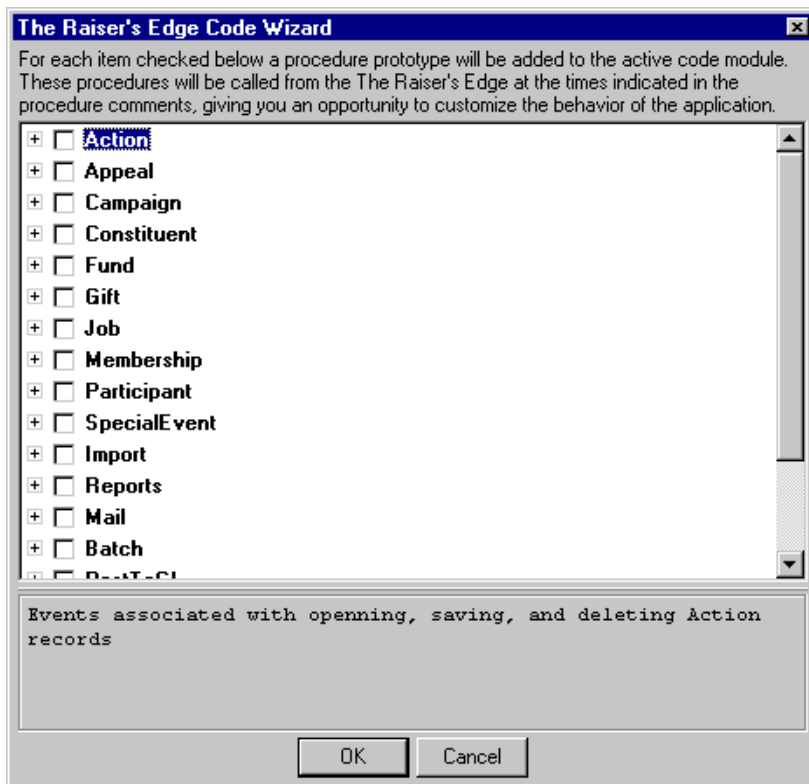 The Raiser's Edge Code Wizard
For each item checked below a procedure prototype will be added to the active code module.
These procedures will be called from the The Raiser's Edge at the times indicated in the
procedure comments, giving you an opportunity to customize the behavior of the application.
Action
Appeal
Campaign
Constituent
Fund
Gift
Job
Membership
Participant
SpecialEvent
Import
Reports
Mail
Batch
Events associated with openning, saving, and deleting Action
records
OK Cancel